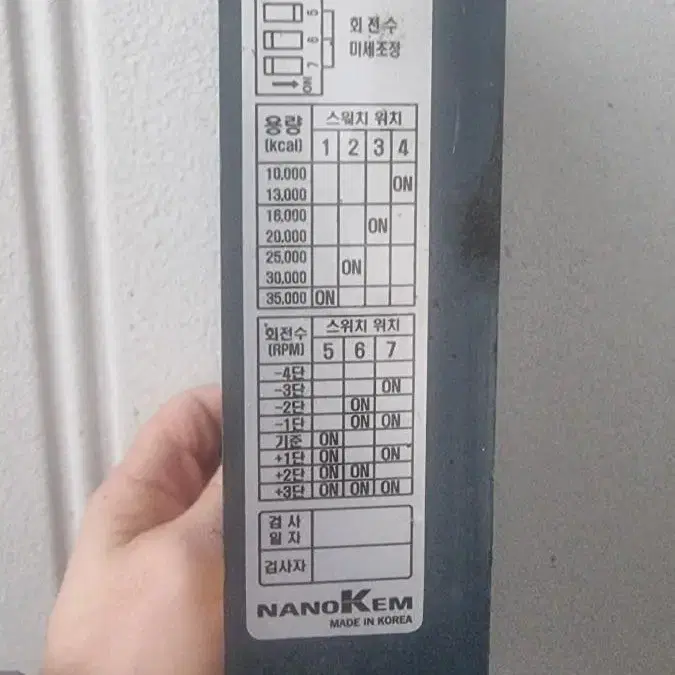 5
6
7
ON
회전수
미세조정
용량
(kcal)
스윜치 위치
1 2 3 4
10,000
13,000
ON
16,000
20,000
ON
25,000
30,000
ON
35,000 ON
회전수
(RPM)
스위치 위치
5 6 7
-4단
-3단 ON
-2단 ON
-1단 ON ON
기준 ON
+1단 ON ON
+2단 ON ON
+3단 ON ON ON
검사
일자
검사자
NANOKEM
MADE IN KOREA